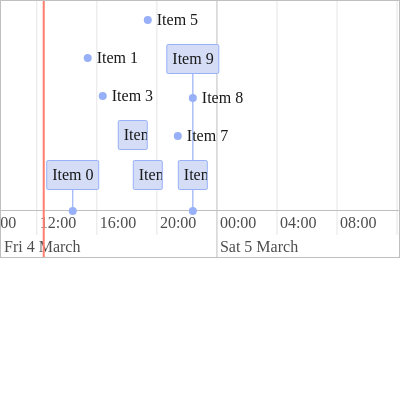 Item 5
Item 1
Item 9
Item 3
Item 8
Item 7
Item 0
00 12:00 16:00 20:00 00:00 04:00 08:00
Fri 4 March Sat 5 March